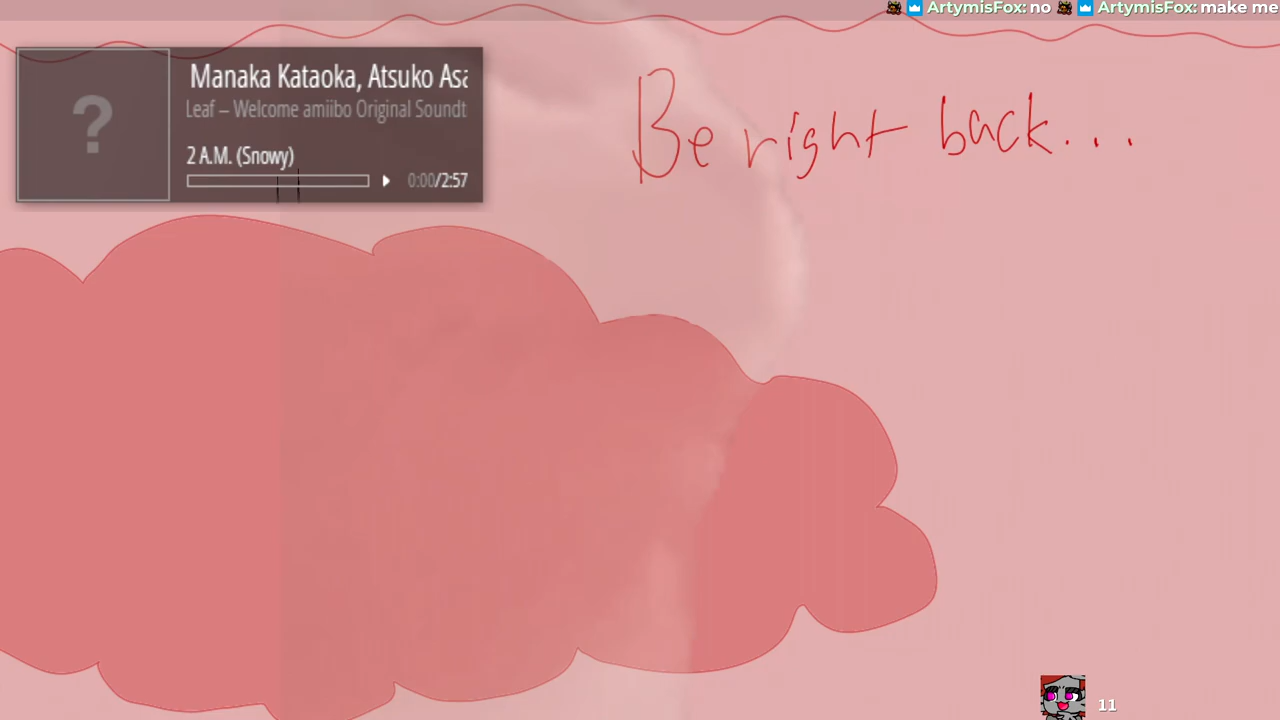 ArtymisFox: no ArtymisFox: make me
Manaka Kataoka, Atsuko Asa
Leaf – Welcome amiibo Original Soundt
2 A.M. (Snowy)
0:00/2:57
?
Be right back...
11